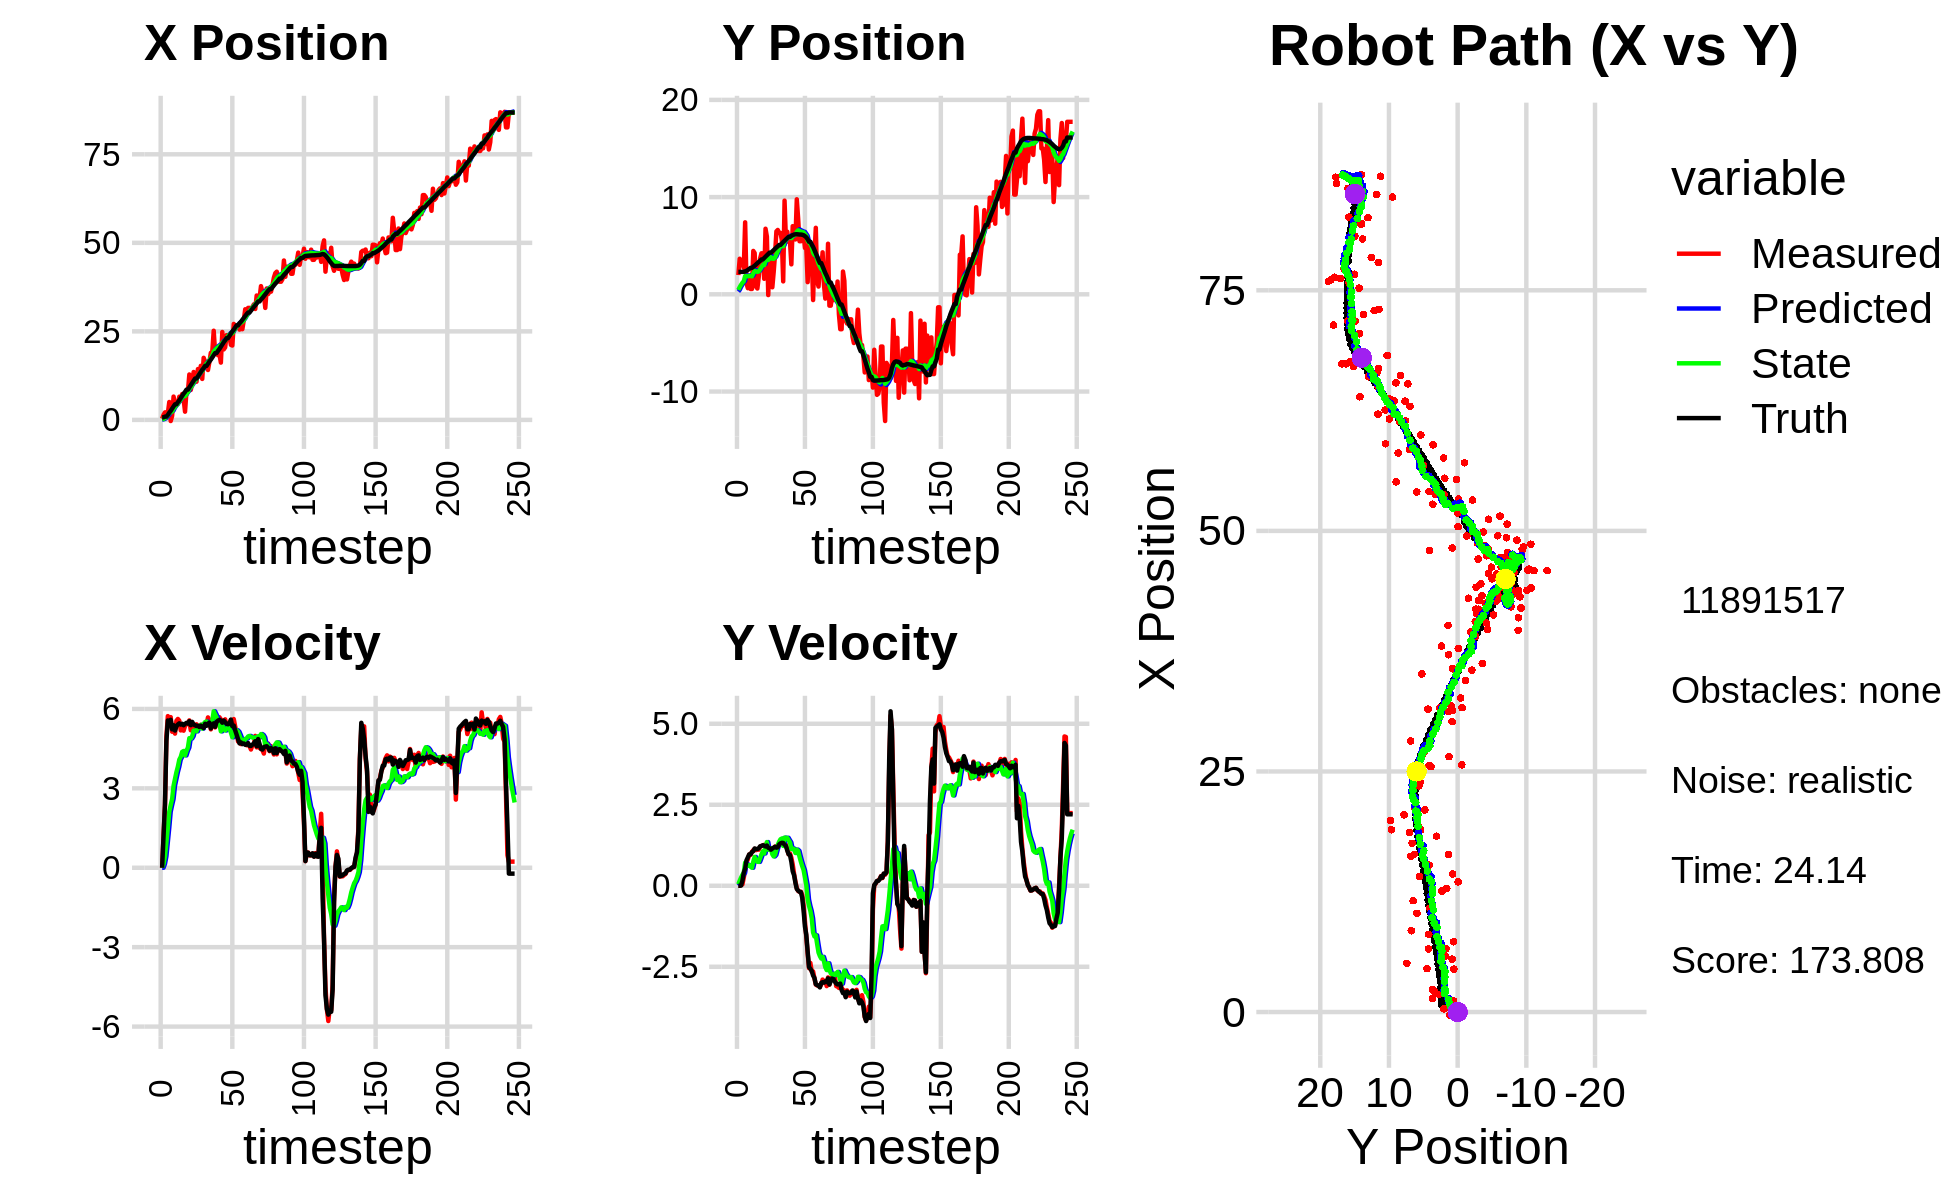 X Position
75
50
25
0
0
50
100
150
200
250
timestep
Y Position
20
10
0
-10
0
50
100
150
200
250
timestep
X Velocity
6
3
0
-3
-6
0
50
100
150
200
250
timestep
Y Velocity
5.0
2.5
0.0
-2.5
0
50
100
150
200
250
timestep
Robot Path (X vs Y)
X Position
75
50
25
0
20 10 0 -10 -20
Y Position
variable
Measured
Predicted
State
Truth
11891517
Obstacles: none
Noise: realistic
Time: 24.14
Score: 173.808